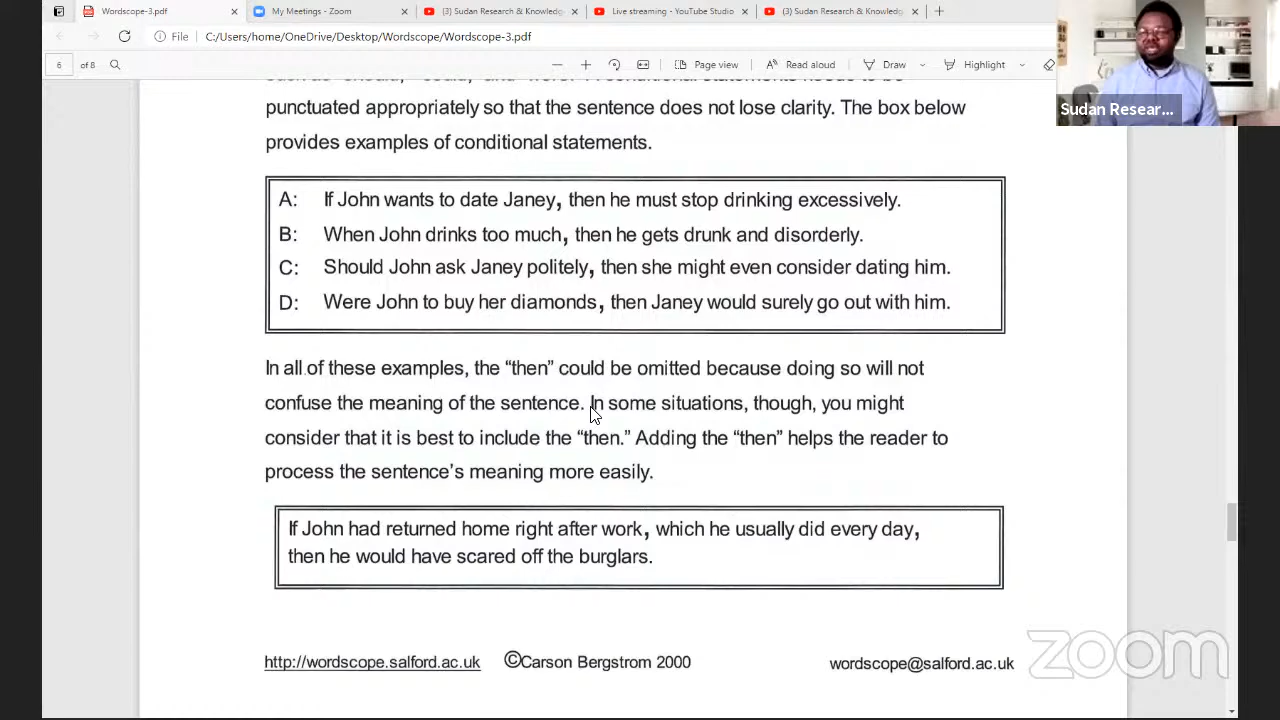 Wordscope-3.pdf
My Meetings - Zoom
(3) Sudan Research & Knowledg
Live streaming - YouTube Studio
(3) Sudan Research & Knowledg
File C:/Users/home/OneDrive/Desktop/Wordscope/Wordscope-3.pdf
6 of 8 Page view Read aloud Draw Highlight
Sudan Resear...
punctuated appropriately so that the sentence does not lose clarity. The box below
provides examples of conditional statements.
A: If John wants to date Janey, then he must stop drinking excessively.
B: When John drinks too much, then he gets drunk and disorderly.
C: Should John ask Janey politely, then she might even consider dating him.
D: Were John to buy her diamonds, then Janey would surely go out with him.
In all of these examples, the “then” could be omitted because doing so will not
confuse the meaning of the sentence. In some situations, though, you might
consider that it is best to include the “then.” Adding the “then” helps the reader to
process the sentence’s meaning more easily.
If John had returned home right after work, which he usually did every day,
then he would have scared off the burglars.
http://wordscope.salford.ac.uk ©Carson Bergstrom 2000 wordscope@salford.ac.uk
zoom